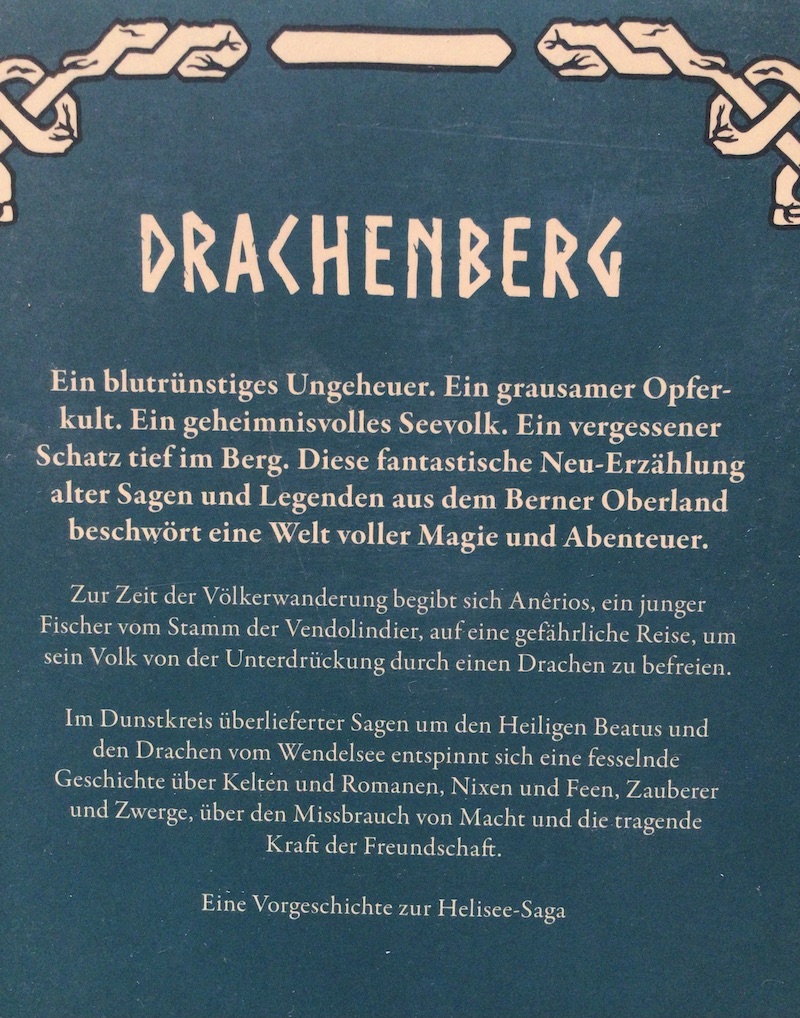 DRACHENBERG
Ein blutrünstiges Ungeheuer. Ein grausamer Opfer-
kult. Ein geheimnisvolles Seevolk. Ein vergessener
Schatz tief im Berg. Diese fantastische Neu-Erzählung
alter Sagen und Legenden aus dem Berner Oberland
beschwört eine Welt voller Magie und Abenteuer.
Zur Zeit der Völkerwanderung begibt sich Anêrios, ein junger
Fischer vom Stamm der Vendolindier, auf eine gefährliche Reise, um
sein Volk von der Unterdrückung durch einen Drachen zu befreien.
Im Dunstkreis überlieferter Sagen um den Heiligen Beatus und
den Drachen vom Wendelsee entspinnt sich eine fesselnde
Geschichte über Kelten und Romanen, Nixen und Feen, Zauberer
und Zwerge, über den Missbrauch von Macht und die tragende
Kraft der Freundschaft.
Eine Vorgeschichte zur Helisee-Saga